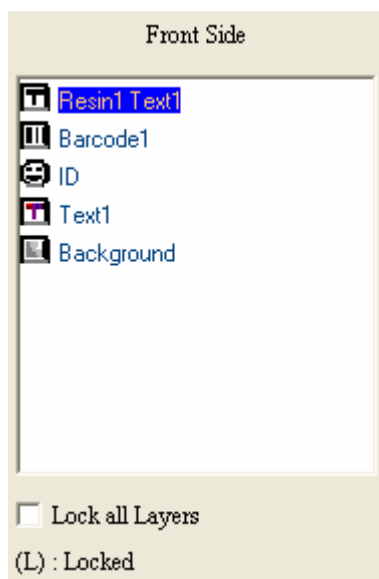 Front Side
Resin1 Text1
Barcode1
ID
Text1
Background
Lock all Layers
(L) : Locked